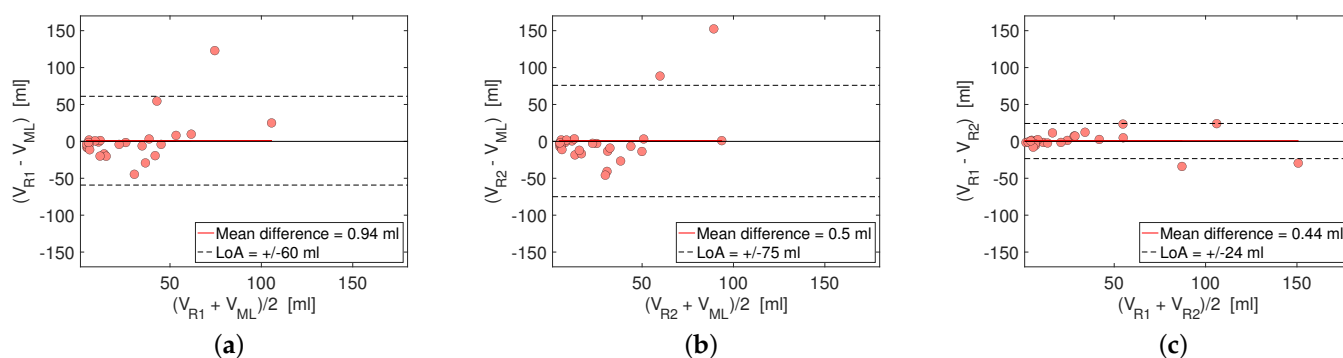 150
100
50
0
-50
-100
-150
(V_R1 - V_ML) [ml]
Mean difference = 0.94 ml
LoA = +/-60 ml
50 100 150
(V_R1 + V_ML)/2 [ml]
(a)
150
100
50
0
-50
-100
-150
(V_R2 - V_ML) [ml]
Mean difference = 0.5 ml
LoA = +/-75 ml
50 100 150
(V_R2 + V_ML)/2 [ml]
(b)
150
100
50
0
-50
-100
-150
(V_R1 - V_R2) [ml]
Mean difference = 0.44 ml
LoA = +/-24 ml
50 100 150
(V_R1 + V_R2)/2 [ml]
(c)